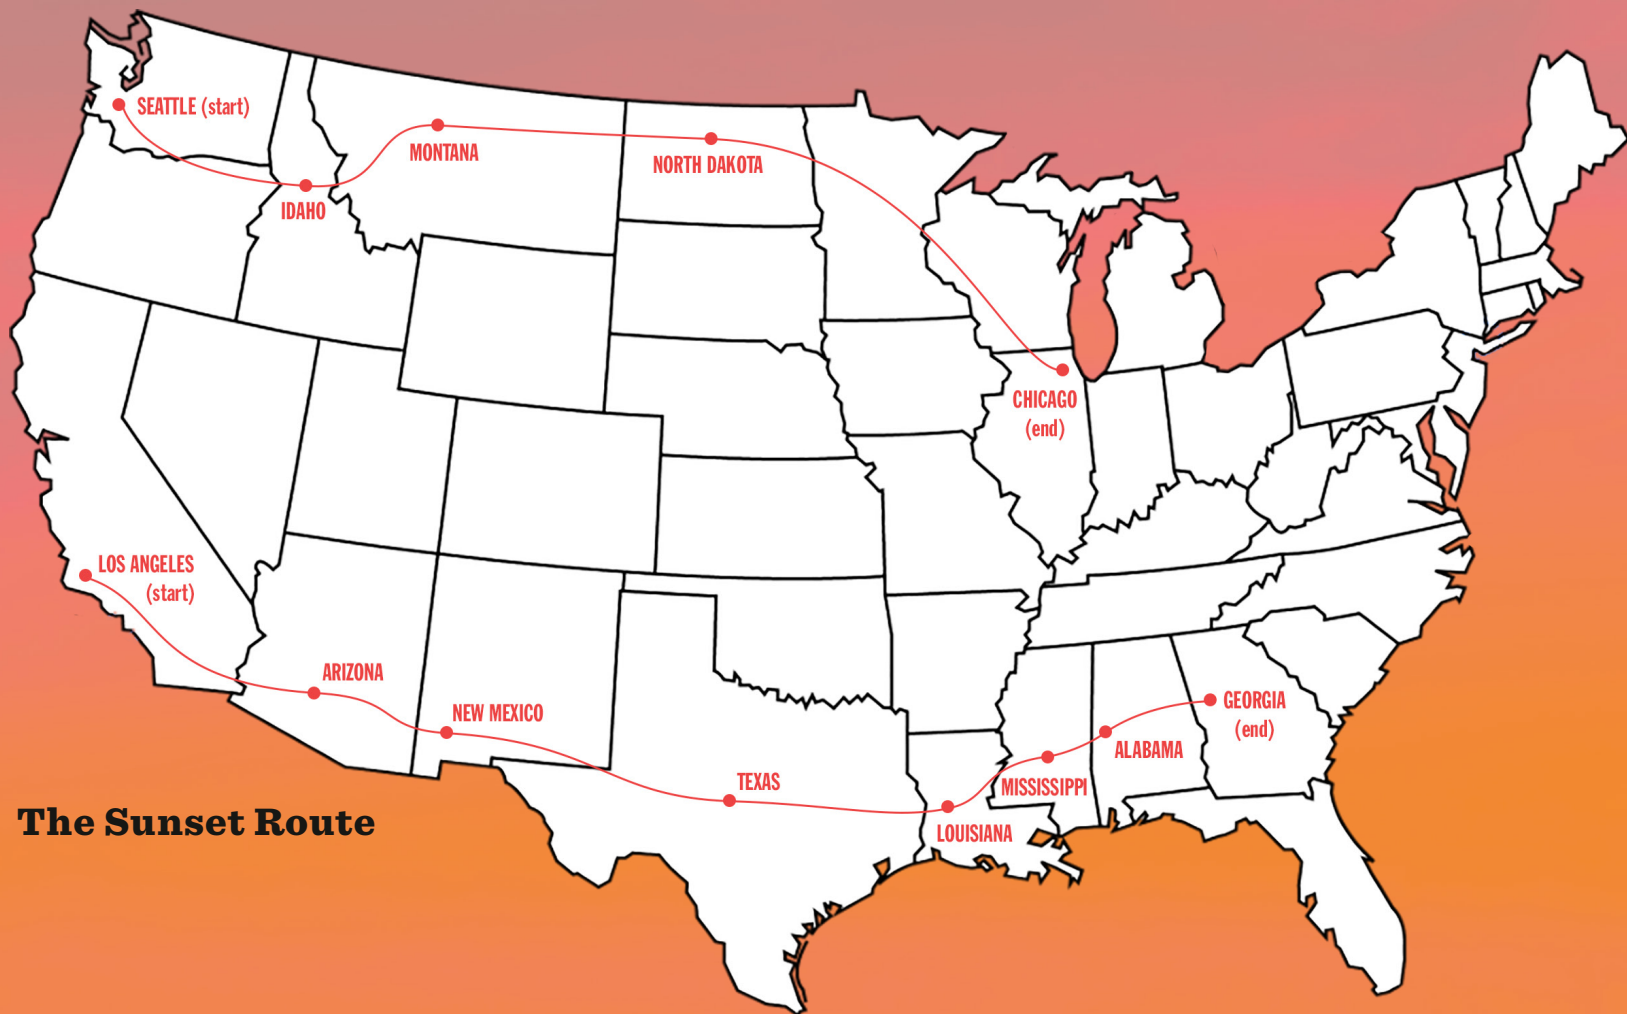 SEATTLE (start)
MONTANA
NORTH DAKOTA
IDAHO
CHICAGO
(end)
LOS ANGELES
(start)
ARIZONA
NEW MEXICO
GEORGIA
(end)
ALABAMA
TEXAS
MISSISSIPPI
LOUISIANA
The Sunset Route